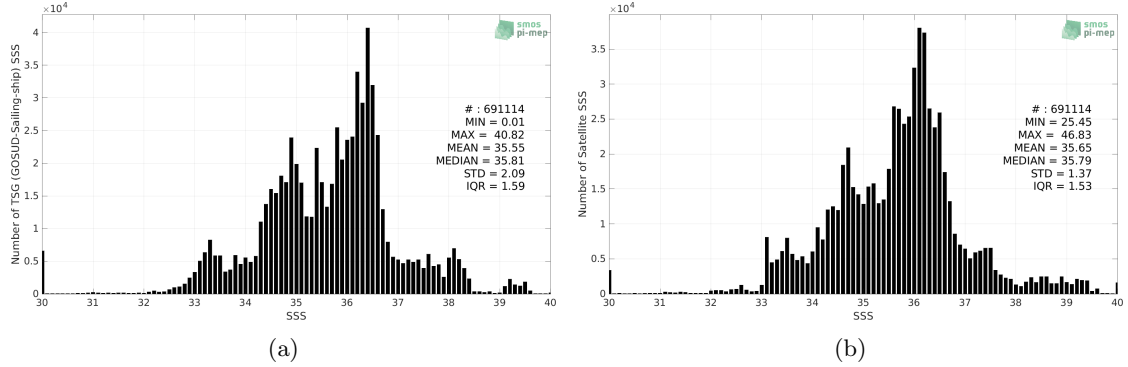 ×10⁴
4
3.5
3
2.5
2
1.5
1
0.5
0
Number of TSG (GOSUD-Sailing-ship) SSS
smos
pi-mep
# : 691114
MIN = 0.01
MAX = 40.82
MEAN = 35.55
MEDIAN = 35.81
STD = 2.09
IQR = 1.59
30 31 32 33 34 35 36 37 38 39 40
SSS
(a)
×10⁴
3.5
3
2.5
2
1.5
1
0.5
0
Number of Satellite SSS
smos
pi-mep
# : 691114
MIN = 25.45
MAX = 46.83
MEAN = 35.65
MEDIAN = 35.79
STD = 1.37
IQR = 1.53
30 31 32 33 34 35 36 37 38 39 40
SSS
(b)